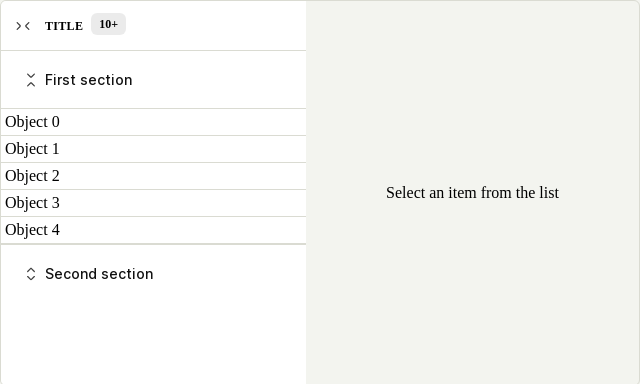 TITLE 10+
First section
Object 0
Object 1
Object 2
Object 3
Object 4
Second section
Select an item from the list